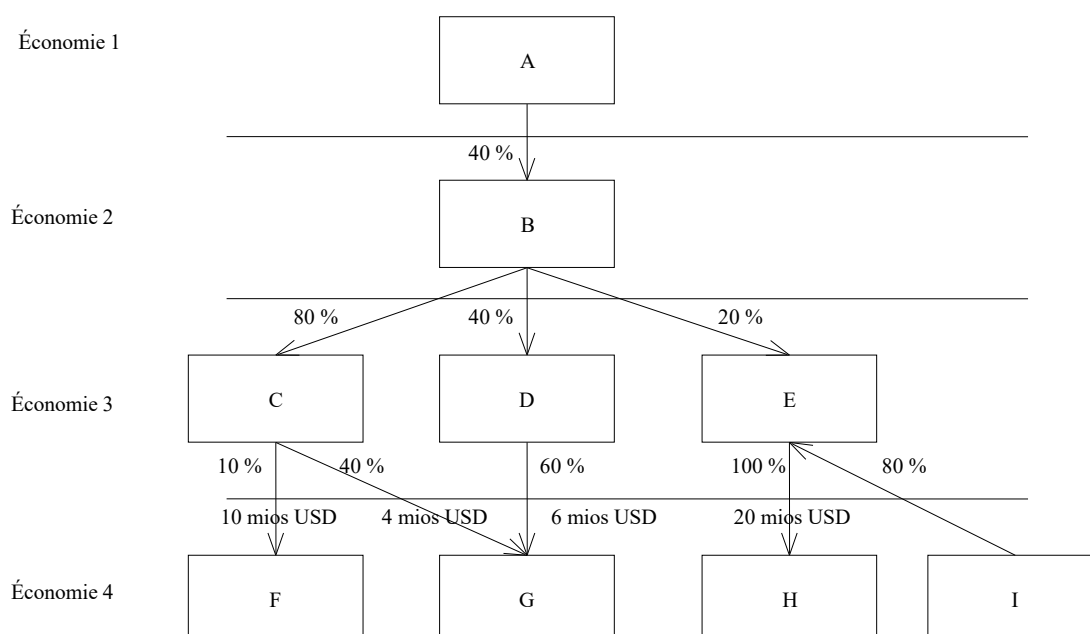 Économie 1
A
40 %
Économie 2
B
80 %
40 %
20 %
Économie 3
C
D
E
10 %
40 %
60 %
100 %
80 %
10 mios USD
4 mios USD
6 mios USD
20 mios USD
Économie 4
F
G
H
I